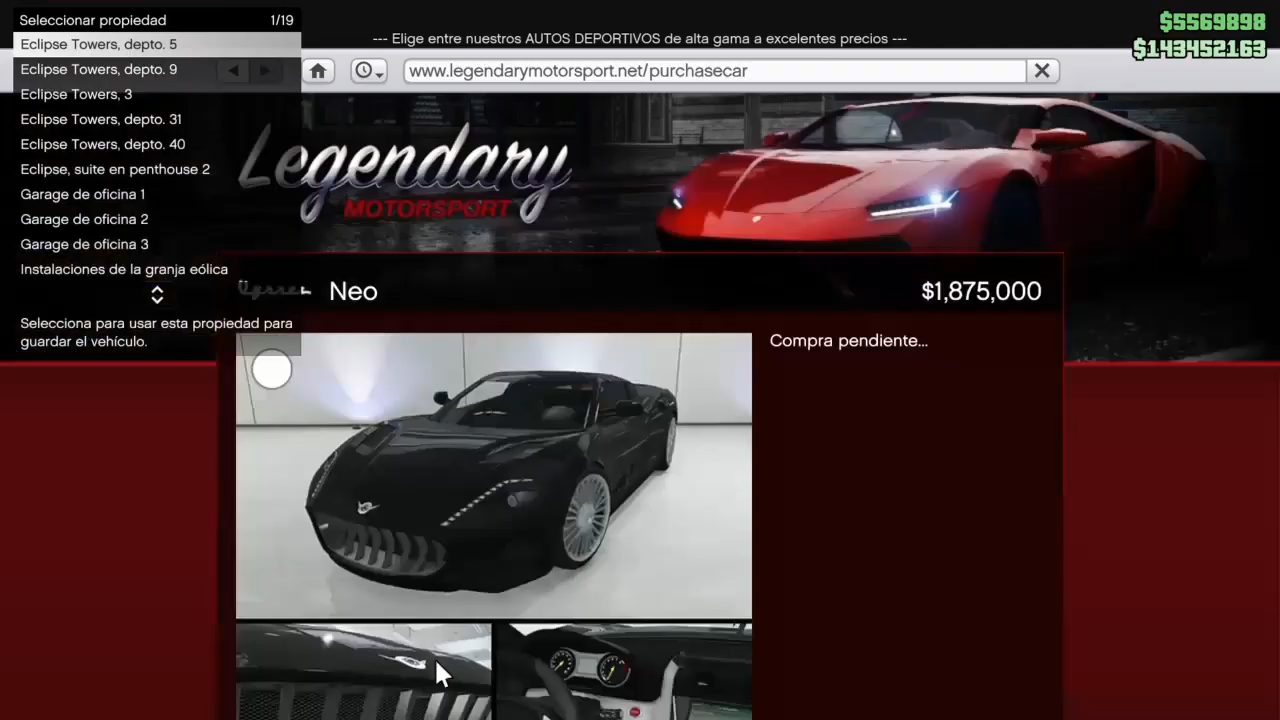 Seleccionar propiedad 1/19
Eclipse Towers, depto. 5
Eclipse Towers, depto. 9
Eclipse Towers, 3
Eclipse Towers, depto. 31
Eclipse Towers, depto. 40
Eclipse, suite en penthouse 2
Garage de oficina 1
Garage de oficina 2
Garage de oficina 3
Instalaciones de la granja eólica
Selecciona para usar esta propiedad para
guardar el vehículo.
$5569898
$143452163
--- Elige entre nuestros AUTOS DEPORTIVOS de alta gama a excelentes precios ---
www.legendarymotorsport.net/purchasecar
Legendary
MOTORSPORT
Neo $1,875,000
Compra pendiente...